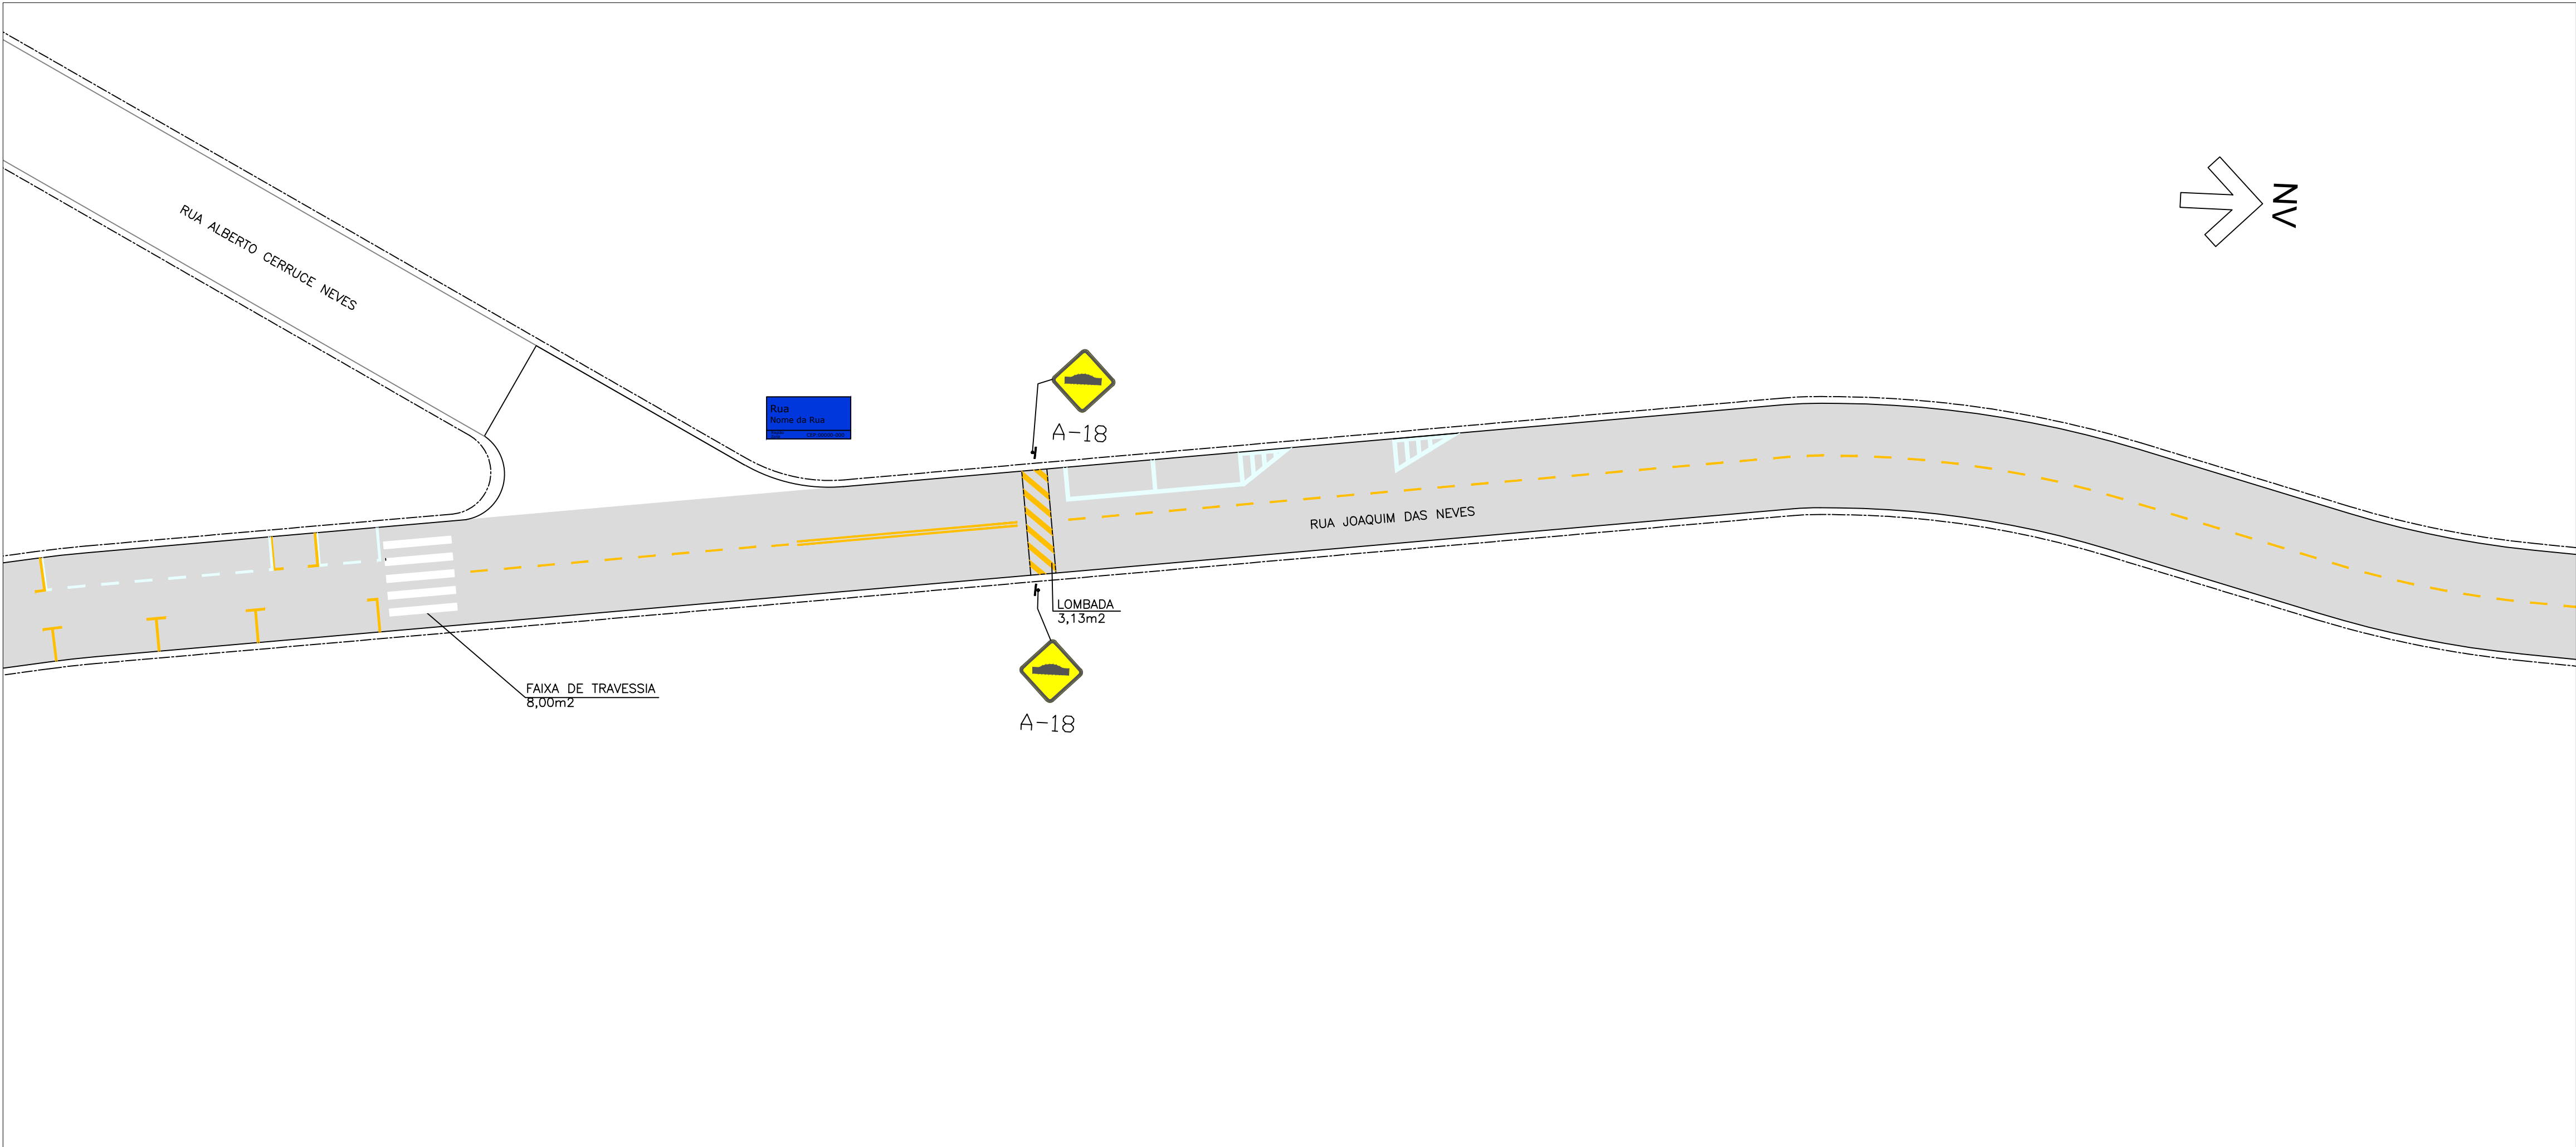 RUA ALBERTO CERRUCE NEVES
NV
Rua
Nome da Rua
A-18
RUA JOAQUIM DAS NEVES
LOMBADA
3,13m2
FAIXA DE TRAVESSIA
8,00m2
A-18